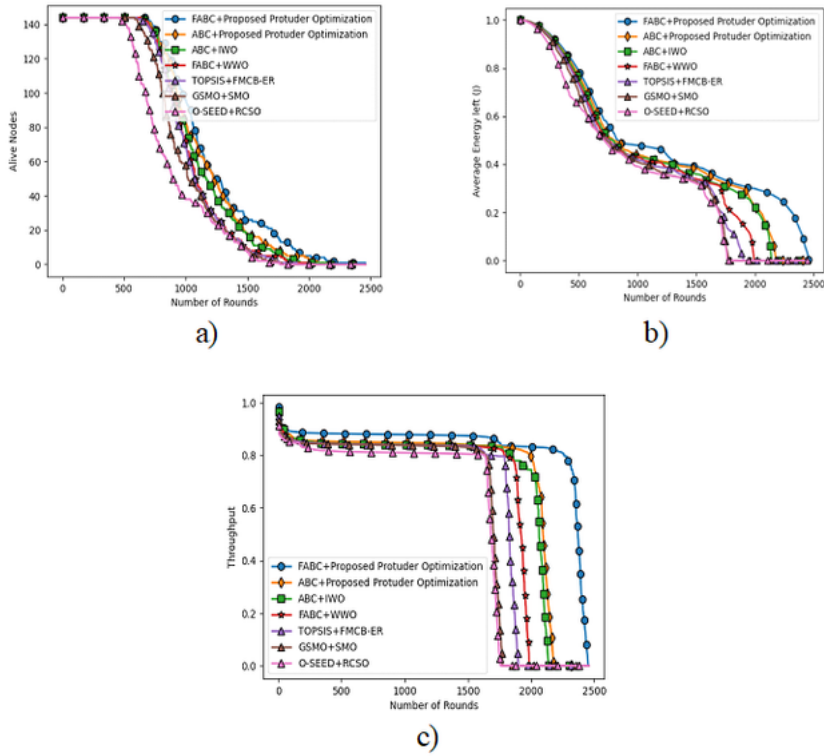 140
120
100
80
60
40
20
0
Alive Nodes
FABC+Proposed Protuder Optimization
ABC+Proposed Protuder Optimization
ABC+IWO
FABC+WWO
TOPSIS+FMCB-ER
GSMO+SMO
O-SEED+RCSO
0 500 1000 1500 2000 2500
Number of Rounds
a)
1.0
0.8
0.6
0.4
0.2
0.0
Average Energy left (J)
FABC+Proposed Protuder Optimization
ABC+Proposed Protuder Optimization
ABC+IWO
FABC+WWO
TOPSIS+FMCB-ER
GSMO+SMO
O-SEED+RCSO
0 500 1000 1500 2000 2500
Number of Rounds
b)
1.0
0.8
0.6
0.4
0.2
0.0
Throughput
FABC+Proposed Protuder Optimization
ABC+Proposed Protuder Optimization
ABC+IWO
FABC+WWO
TOPSIS+FMCB-ER
GSMO+SMO
O-SEED+RCSO
0 500 1000 1500 2000 2500
Number of Rounds
c)